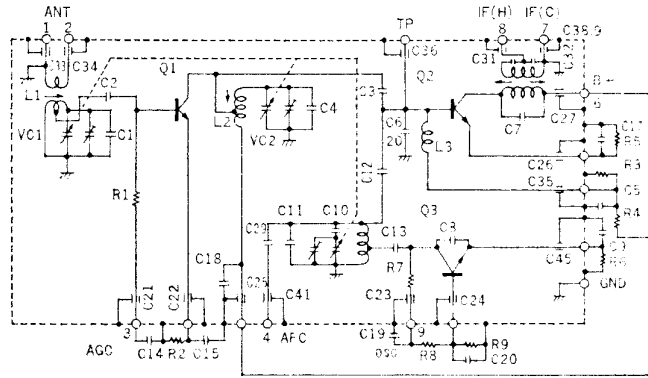 ANT
1 2
TP
IF(H) IF(C)
8 7
C38.9
C33
C34
C36
C31
L32
C2
Q1
Q2
B+
6
L1
C3
C4
L2
VC1
C1
VC2
C6
20
C7
C27
L3
R5
C26
R3
R1
C12
C35
C5
R4
Q3
C29
C11
C10
C13
C8
C18
R7
C45
C9
R6
C21
C22
C25
C41
C23
C24
GND
AGC
3
4
AFC
C19
OSC
9
C14
R2
C15
R8
R9
C20